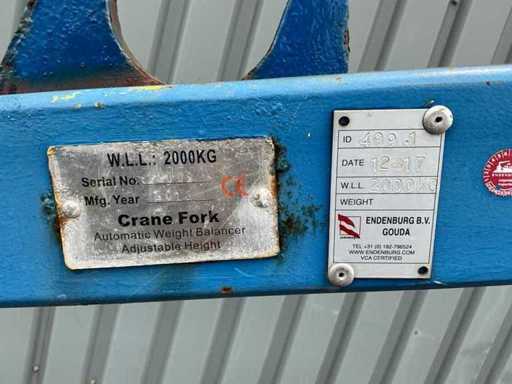 W.L.L.: 2000KG
Serial No.
Mfg. Year
CE
Crane Fork
Automatic Weight Balancer
Adjustable Height
ID 499.1
DATE 12-17
W.L.L. 2000KG
WEIGHT
ENDENBURG B.V.
GOUDA
TEL +31 (0) 182-786524
WWW.ENDENBURG.COM
VCA CERTIFIED